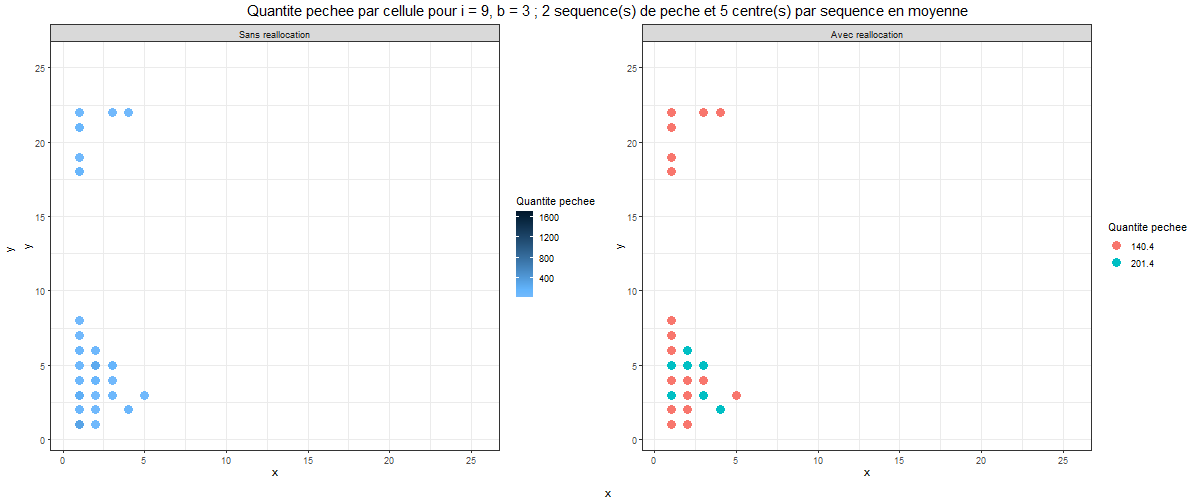 Quantite pechee par cellule pour i = 9, b = 3 ; 2 sequence(s) de peche et 5 centre(s) par sequence en moyenne
Sans reallocation
25
20
15
10
5
0
0 5 10 15 20 25
x
y
y
Quantite pechee
1600
1200
800
400
Avec reallocation
25
20
15
10
5
0
0 5 10 15 20 25
x
y
Quantite pechee
140.4
201.4
x